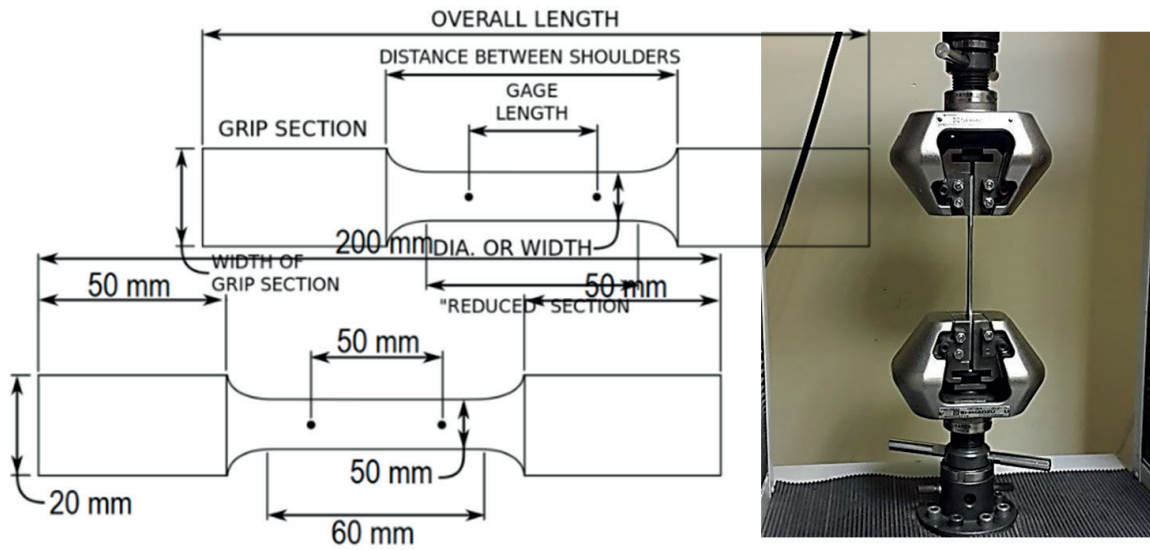 OVERALL LENGTH
DISTANCE BETWEEN SHOULDERS
GAGE
LENGTH
GRIP SECTION
200 mm
DIA. OR WIDTH
WIDTH OF
GRIP SECTION
50 mm
50 mm
"REDUCED" SECTION
50 mm
50 mm
20 mm
60 mm